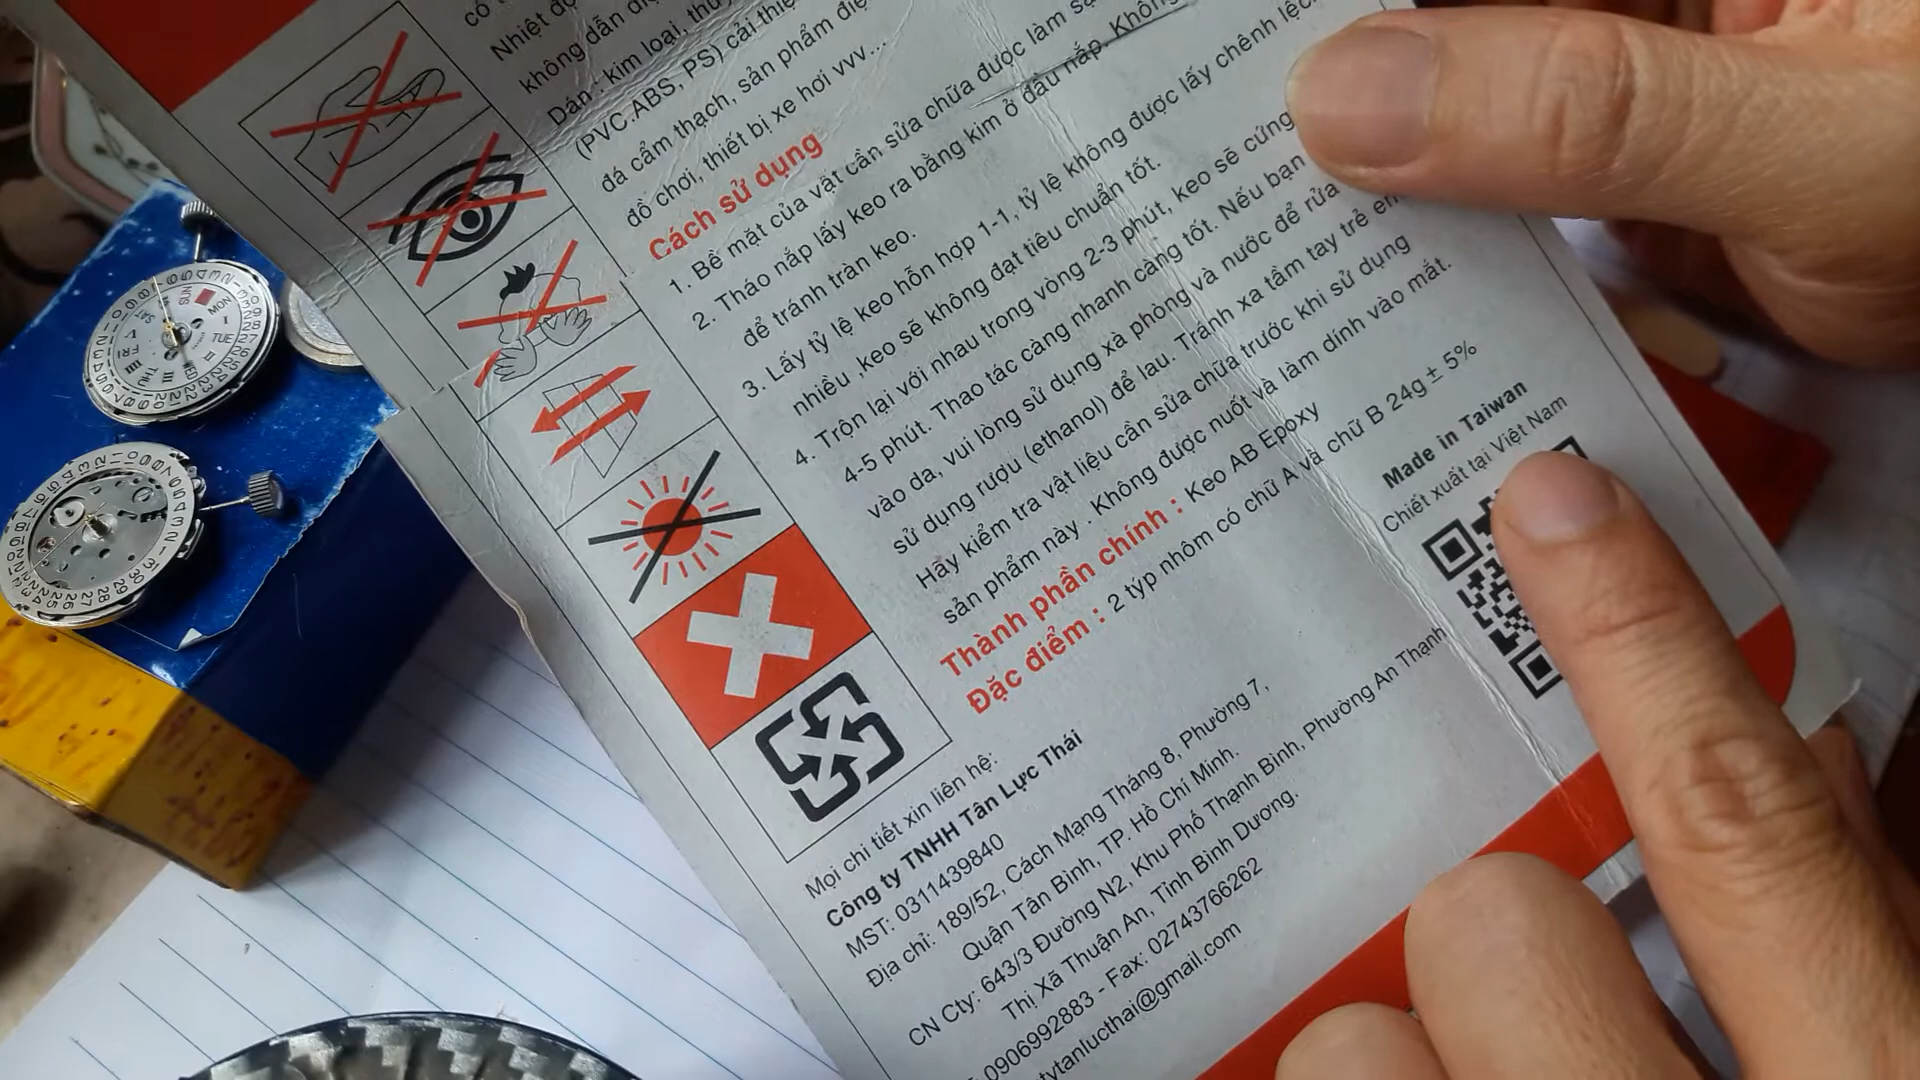 có
Nhiệt độ
không dẫn điện
Dán : kim loại, thủy
(PVC.ABS, PS) cải thiện
đá cẩm thạch, sản phẩm điện
đồ chơi, thiết bị xe hơi vvv...
Cách sử dụng
1. Bề mặt của vật cần sửa chữa được làm
2. Tháo nắp lấy keo ra bằng kim ở đầu nắp. Không
để tránh tràn keo.
3. Lấy tỷ lệ keo hỗn hợp 1-1, tỷ lệ không được lấy chênh lệch
nhiều ,keo sẽ không đạt tiêu chuẩn tốt.
4. Trộn lại với nhau trong vòng 2-3 phút, keo sẽ cứng
4-5 phút. Thao tác càng nhanh càng tốt. Nếu bạn
vào da, vui lòng sử dụng xà phòng và nước để rửa
sử dụng rượu (ethanol) để lau. Tránh xa tầm tay trẻ em
Hãy kiểm tra vật liệu cần sửa chữa trước khi sử dụng
sản phẩm này . Không được nuốt và làm dính vào mắt.
Thành phần chính : Keo AB Epoxy
Đặc điểm : 2 týp nhôm có chữ A và chữ B 24g ± 5%
Made in Taiwan
Chiết xuất tại Việt Nam
Mọi chi tiết xin liên hệ:
Công ty TNHH Tân Lực Thái
MST: 0311439840
Địa chỉ: 189/52, Cách Mạng Tháng 8, Phường 7,
Quận Tân Bình, TP. Hồ Chí Minh.
CN Cty: 643/3 Đường N2, Khu Phố Thạnh Bình, Phường An Thạnh
Thị Xã Thuận An, Tỉnh Bình Dương.
0906992883 - Fax: 02743766262
tytanlucthai@gmail.com
SUN
MON
TUE
WED
THU
FRI
SAT